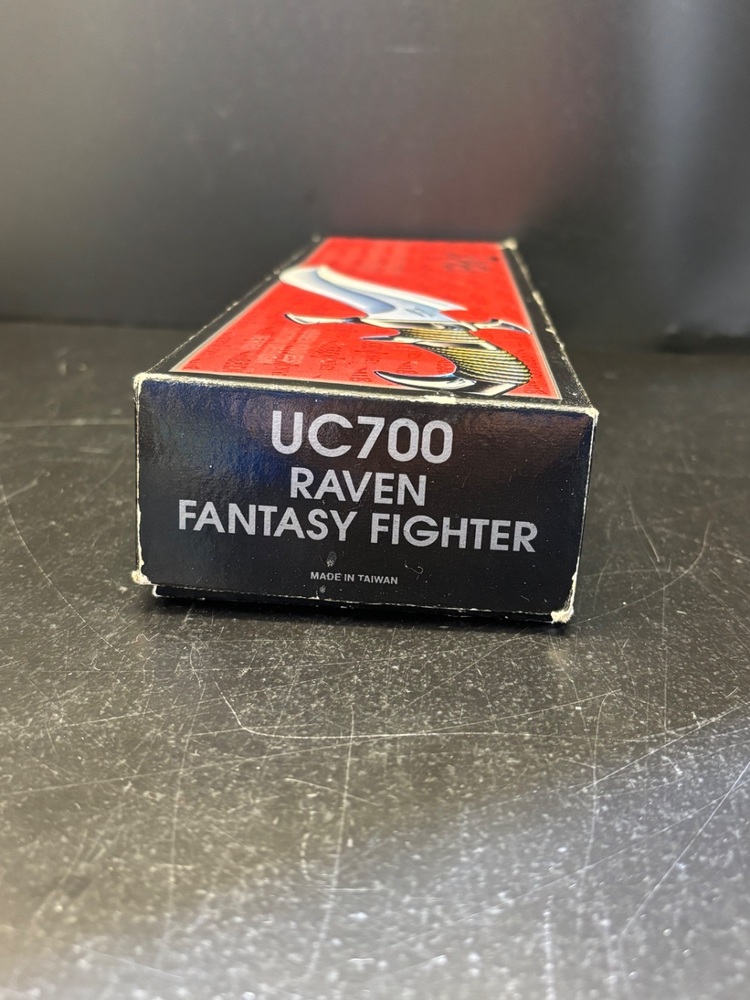 UC700
RAVEN
FANTASY FIGHTER
MADE IN TAIWAN